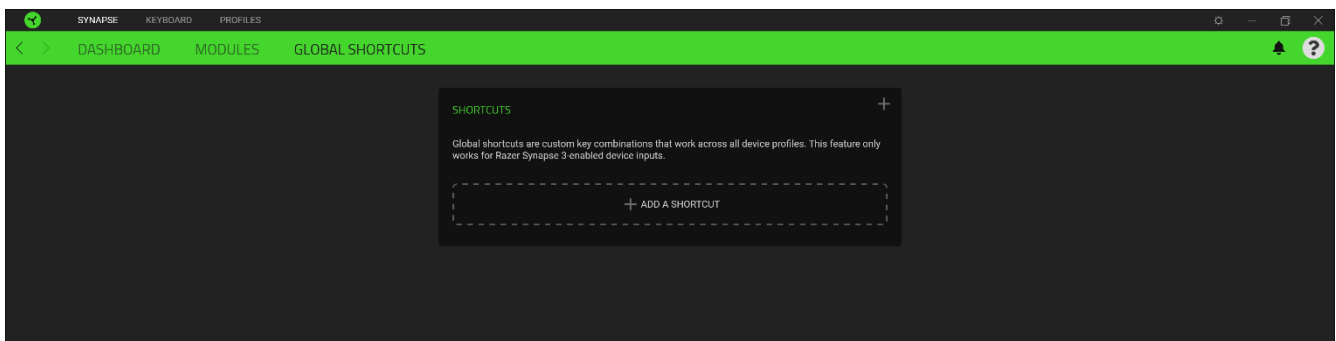 SYNAPSE KEYBOARD PROFILES
DASHBOARD MODULES GLOBAL SHORTCUTS
?
SHORTCUTS
Global shortcuts are custom key combinations that work across all device profiles. This feature only
works for Razer Synapse 3-enabled device inputs.
+ ADD A SHORTCUT